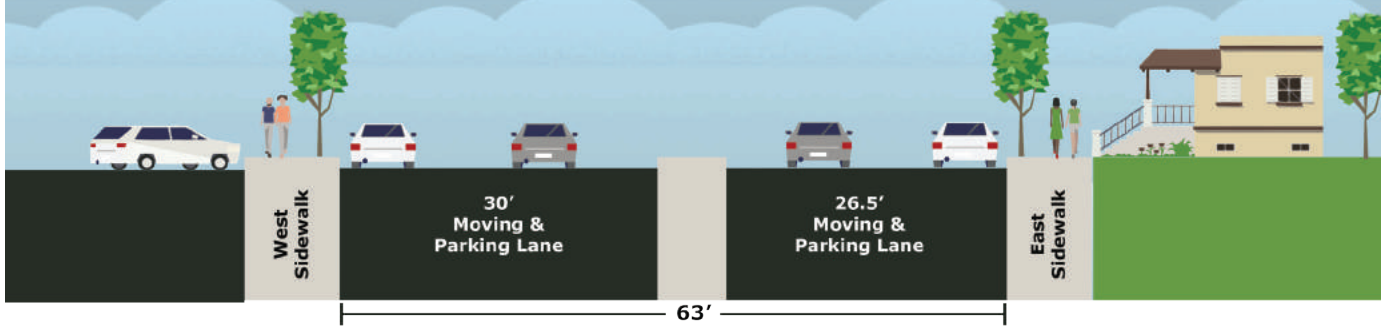 West
Sidewalk
30’
Moving &
Parking Lane
26.5’
Moving &
Parking Lane
East
Sidewalk
63’